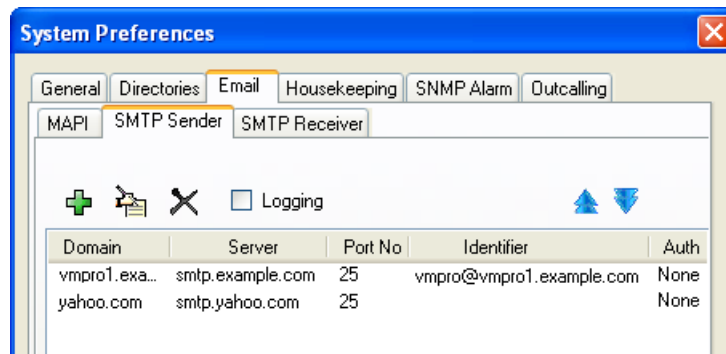 System Preferences
General Directories Email Housekeeping SNMP Alarm Outcalling
MAPI SMTP Sender SMTP Receiver
Logging
Domain Server Port No Identifier Auth
vmpro1.exa... smtp.example.com 25 vmpro@vmpro1.example.com None
yahoo.com smtp.yahoo.com 25 None